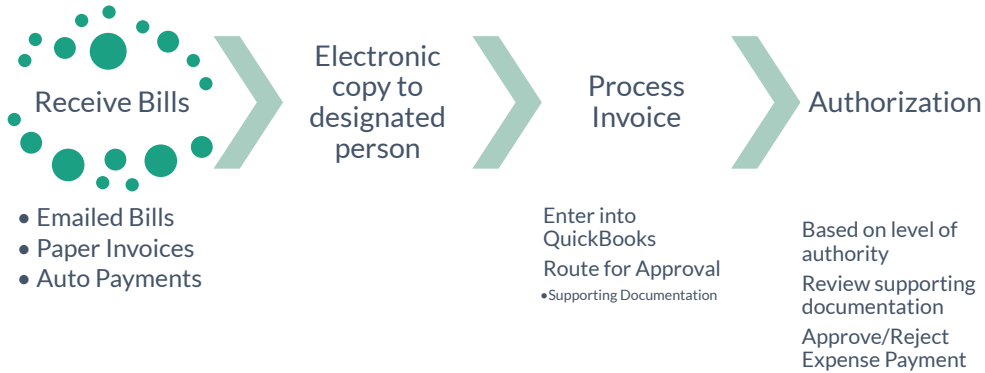 Receive Bills
• Emailed Bills
• Paper Invoices
• Auto Payments
Electronic
copy to
designated
person
Process
Invoice
Enter into
QuickBooks
Route for Approval
•Supporting Documentation
Authorization
Based on level of
authority
Review supporting
documentation
Approve/Reject
Expense Payment